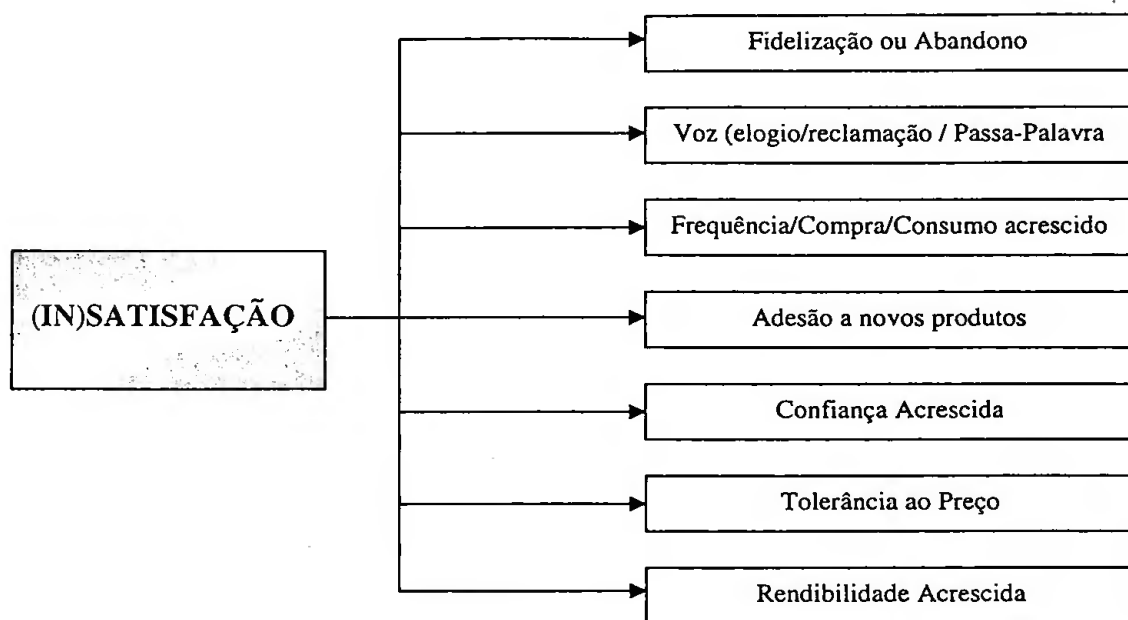 Fidelização ou Abandono
Voz (elogio/reclamação / Passa-Palavra
Frequência/Compra/Consumo acrescido
(IN)SATISFAÇÃO
Adesão a novos produtos
Confiança Acrescida
Tolerância ao Preço
Rendibilidade Acrescida